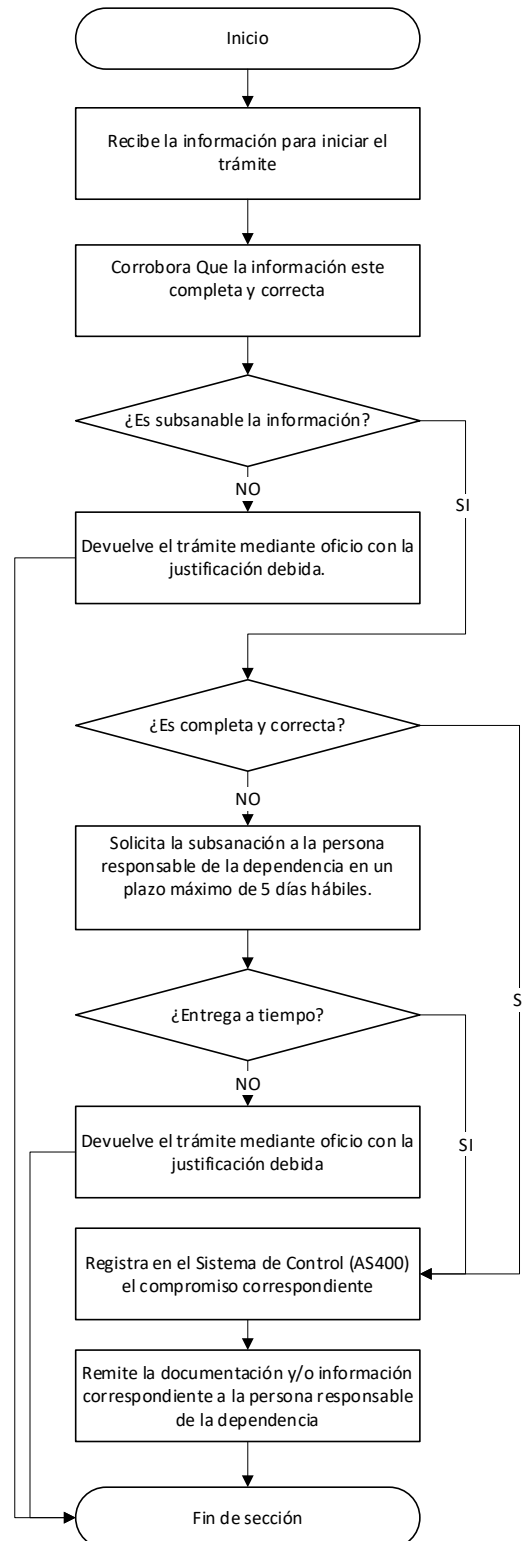 Inicio
Recibe la información para iniciar el
trámite
Corrobora Que la información este
completa y correcta
¿Es subsanable la información?
NO
SI
Devuelve el trámite mediante oficio con la
justificación debida.
¿Es completa y correcta?
NO
Solicita la subsanación a la persona
responsable de la dependencia en un
plazo máximo de 5 días hábiles.
S
¿Entrega a tiempo?
NO
SI
Devuelve el trámite mediante oficio con la
justificación debida
Registra en el Sistema de Control (AS400)
el compromiso correspondiente
Remite la documentación y/o información
correspondiente a la persona responsable
de la dependencia
Fin de sección